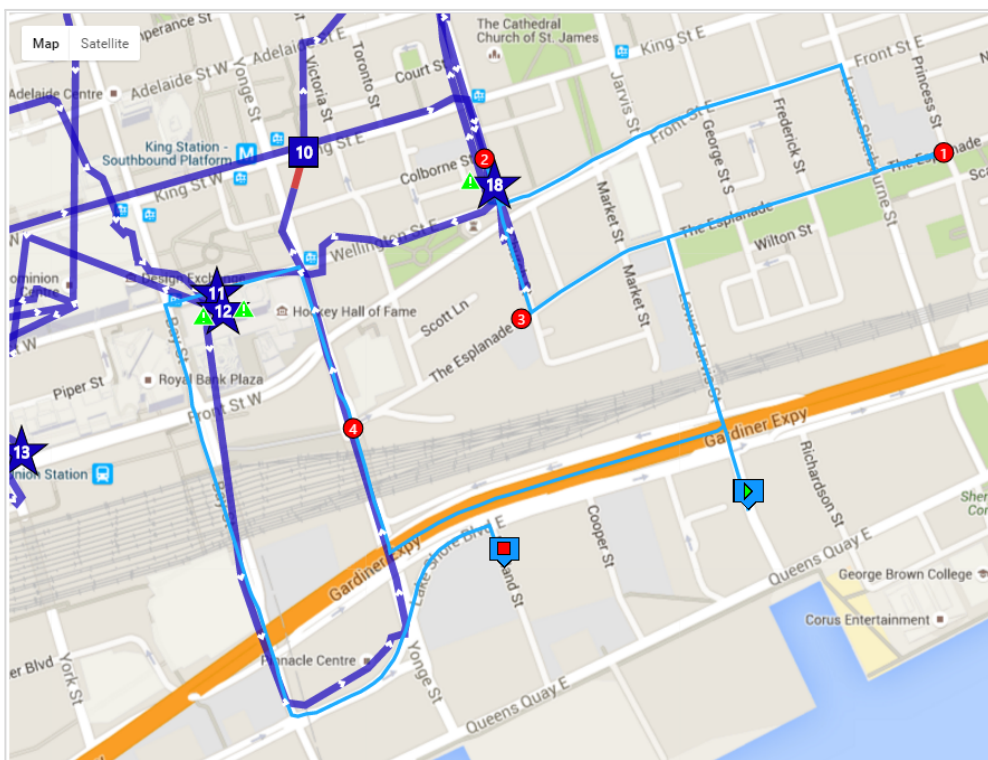 Map Satellite
The Cathedral
Church of St. James
King St E
Front St E
Princess St
Adelaide St E
Adelaide St W
Adelaide Centre
Yonge St
Victoria St
Toronto St
Court St
Jarvis St
Front St E
George St S
Frederick St
Lower Sherbourne St
The Esplanade
1
King Station -
Southbound Platform
M
10
King St W
Colborne St
2
18
Market St
The Esplanade
Wilton St
Wellington St E
Design Exchange
11
12
Hockey Hall of Fame
Scott Ln
3
The Esplanade
Market St
Lower Jarvis St
Piper St
Royal Bank Plaza
Front St W
Bay St
4
13
Union Station
Bay St
Gardiner Expy
Richardson St
Gardiner Expy
Lake Shore Blvd E
Cooper St
Queens Quay E
George Brown College
Corus Entertainment
Pinnacle Centre
York St
Yonge St
Queens Quay E